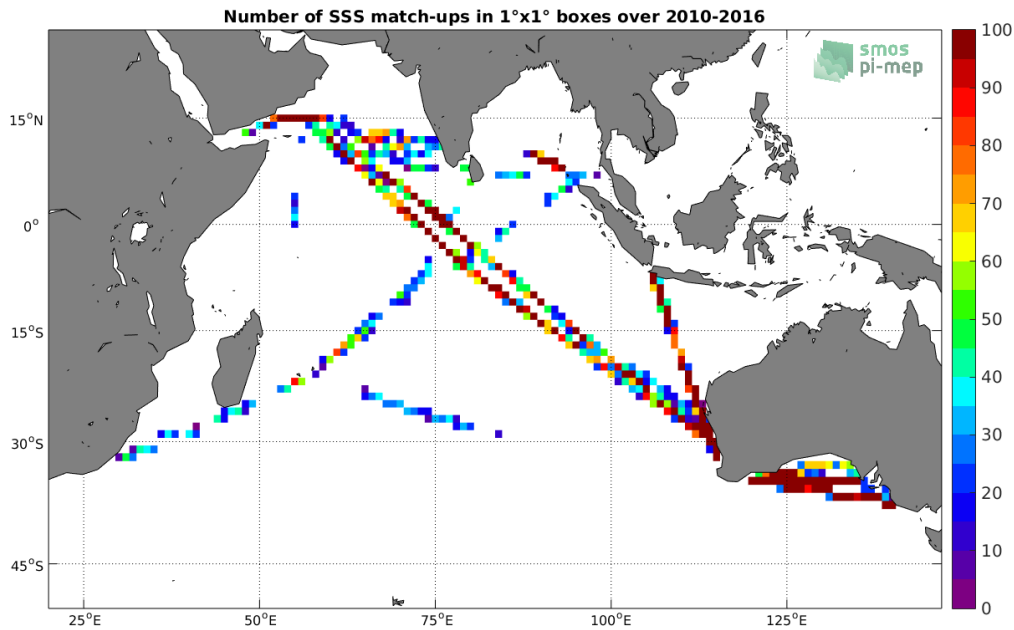 Number of SSS match-ups in 1°x1° boxes over 2010-2016
smos
pi-mep
15°N
0°
15°S
30°S
45°S
25°E
50°E
75°E
100°E
125°E
100
90
80
70
60
50
40
30
20
10
0